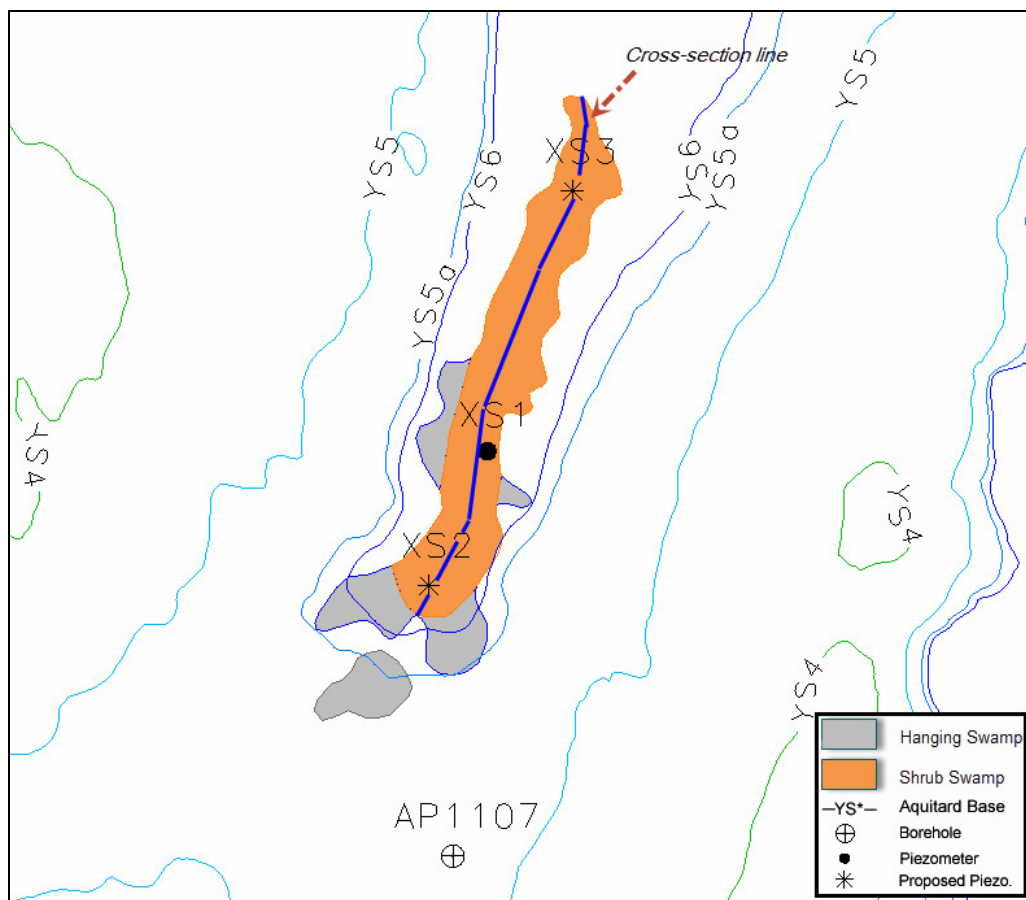 Cross-section line
YS5
YS5
XS3
YS6
YS6
YS5a
YS5a
YS4
XS1
YS4
XS2
YS4
AP1107
Hanging Swamp
Shrub Swamp
—YS*— Aquitard Base
Borehole
Piezometer
Proposed Piezo.